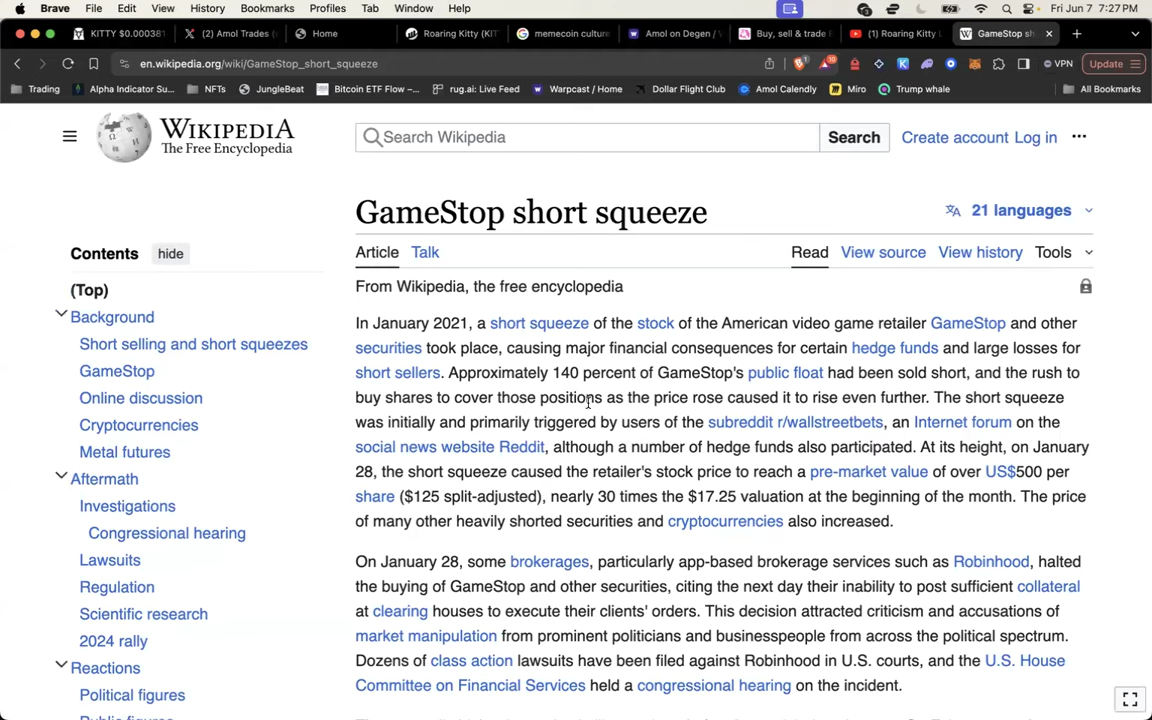 Brave File Edit View History Bookmarks Profiles Tab Window Help Fri Jun 7 7:27 PM
KITTY $0.000381 (2) Amol Trades ( Home Roaring Kitty (KIT memecoin culture Amol on Degen / Buy, sell & trade (1) Roaring Kitty GameStop sh
en.wikipedia.org/wiki/GameStop_short_squeeze VPN Update
Trading Alpha Indicator Su... NFTs JungleBeat Bitcoin ETF Flow –... rug.ai: Live Feed Warpcast / Home Dollar Flight Club Amol Calendly Miro Trump whale All Bookmarks
WIKIPEDIA
The Free Encyclopedia
Search Wikipedia Search Create account Log in
GameStop short squeeze 21 languages
Contents hide
Article Talk Read View source View history Tools
(Top)
From Wikipedia, the free encyclopedia
Background
Short selling and short squeezes
GameStop
Online discussion
Cryptocurrencies
Metal futures
Aftermath
Investigations
Congressional hearing
Lawsuits
Regulation
Scientific research
2024 rally
Reactions
Political figures
In January 2021, a short squeeze of the stock of the American video game retailer GameStop and other
securities took place, causing major financial consequences for certain hedge funds and large losses for
short sellers. Approximately 140 percent of GameStop's public float had been sold short, and the rush to
buy shares to cover those positions as the price rose caused it to rise even further. The short squeeze
was initially and primarily triggered by users of the subreddit r/wallstreetbets, an Internet forum on the
social news website Reddit, although a number of hedge funds also participated. At its height, on January
28, the short squeeze caused the retailer's stock price to reach a pre-market value of over US$500 per
share ($125 split-adjusted), nearly 30 times the $17.25 valuation at the beginning of the month. The price
of many other heavily shorted securities and cryptocurrencies also increased.
On January 28, some brokerages, particularly app-based brokerage services such as Robinhood, halted
the buying of GameStop and other securities, citing the next day their inability to post sufficient collateral
at clearing houses to execute their clients' orders. This decision attracted criticism and accusations of
market manipulation from prominent politicians and businesspeople from across the political spectrum.
Dozens of class action lawsuits have been filed against Robinhood in U.S. courts, and the U.S. House
Committee on Financial Services held a congressional hearing on the incident.